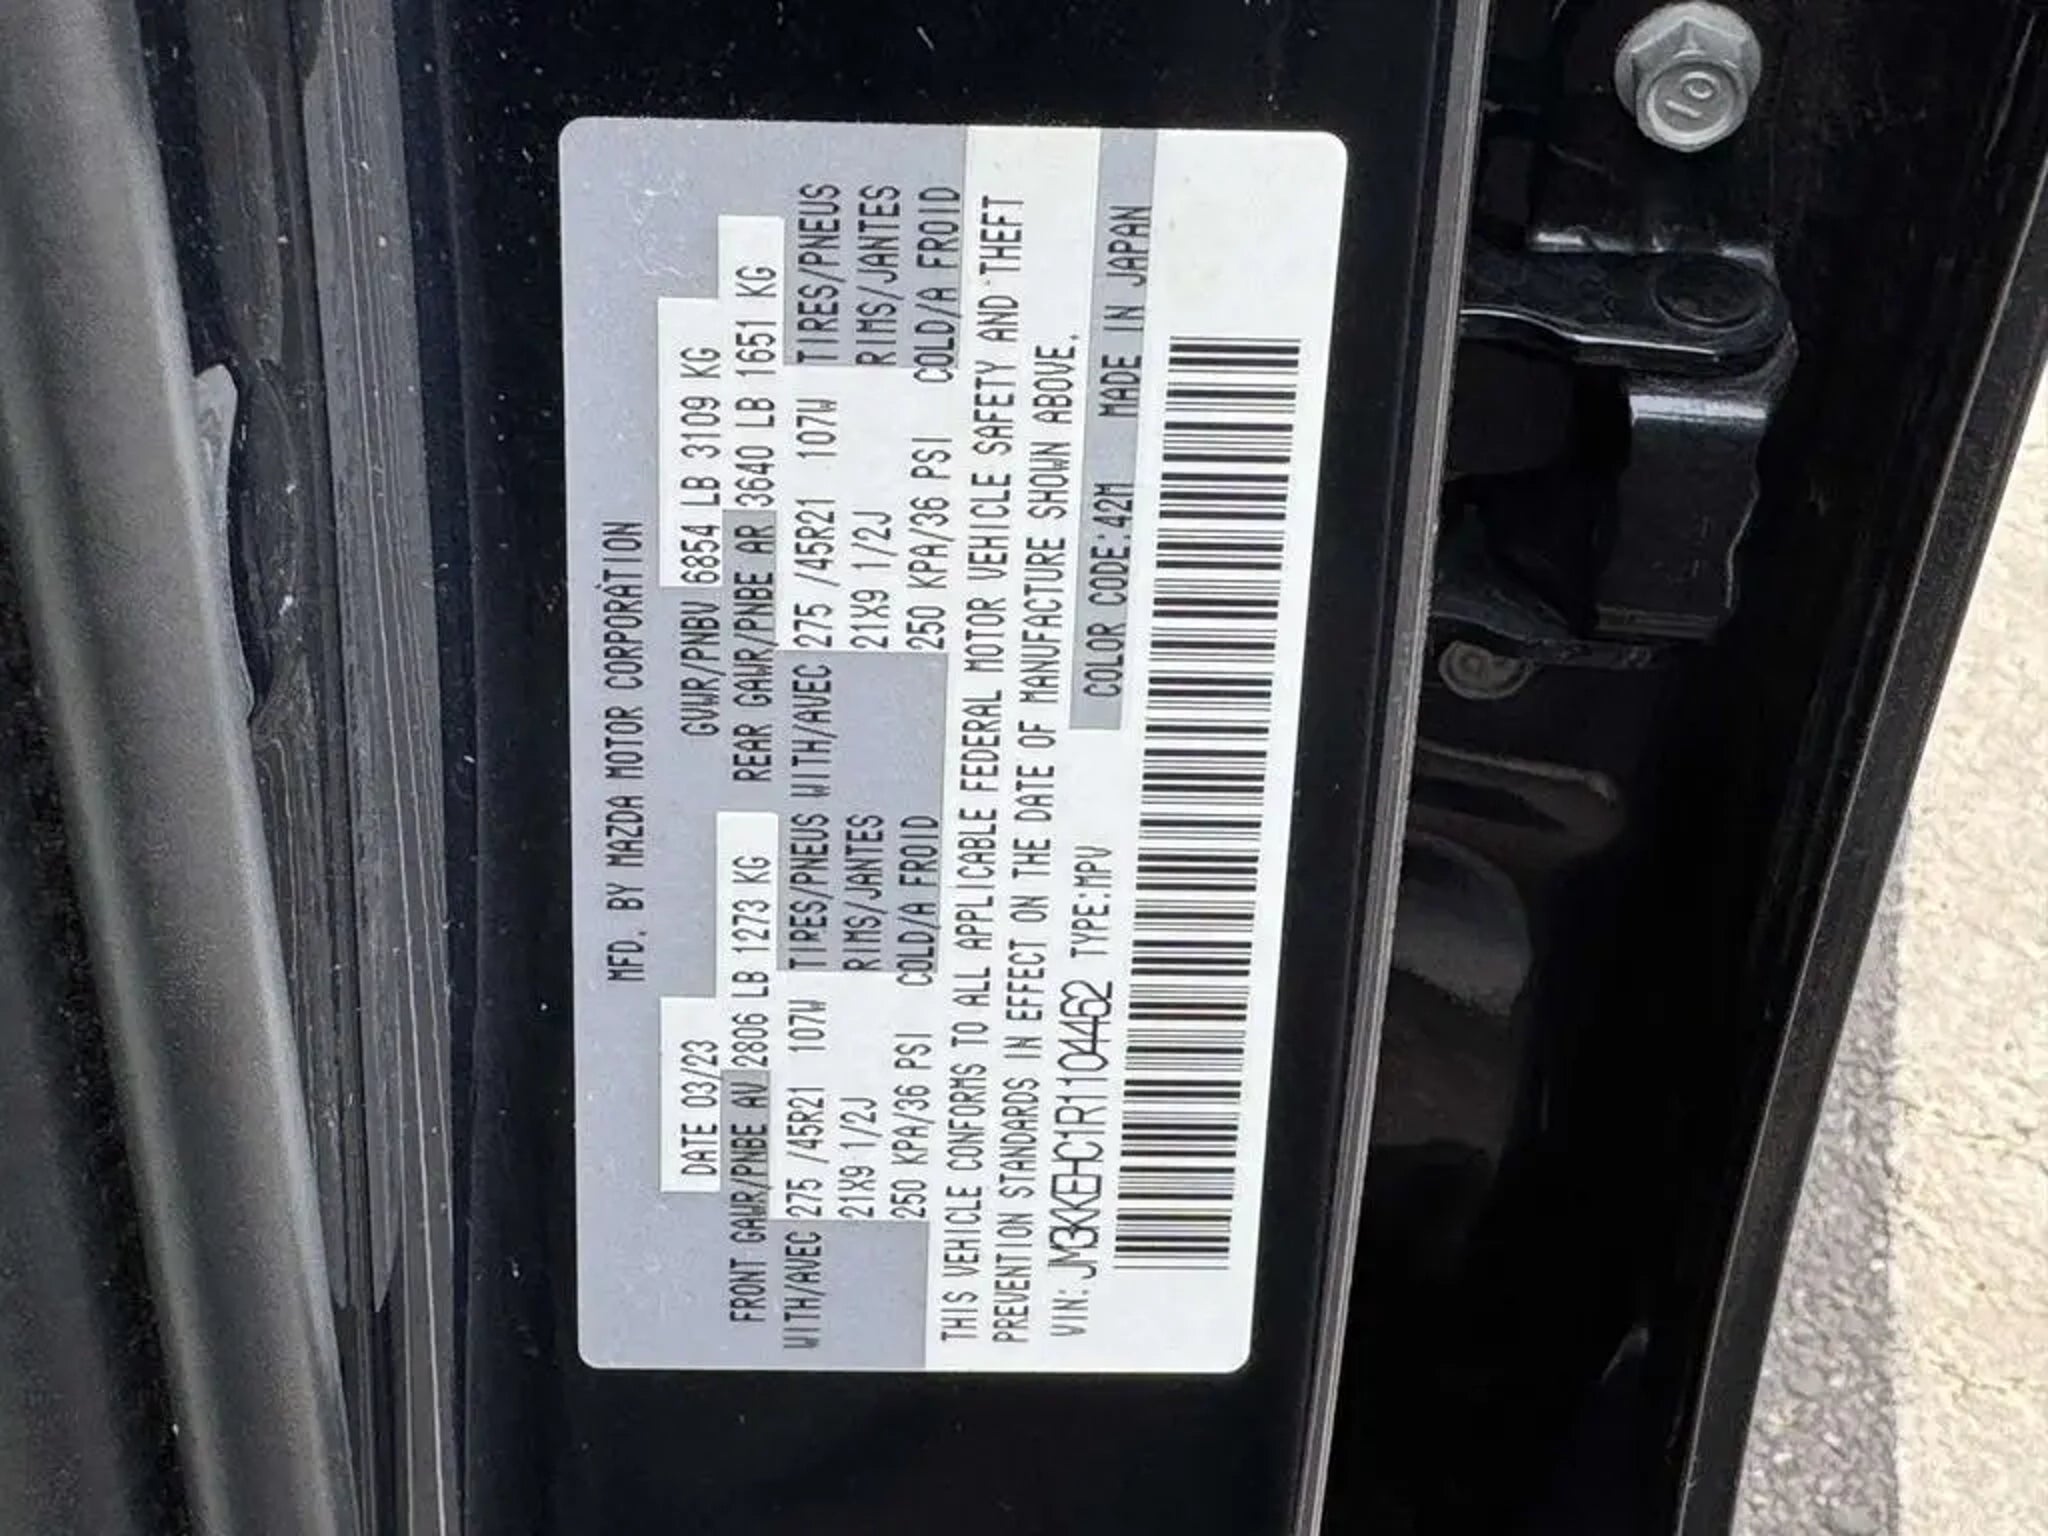 MFD. BY MAZDA MOTOR CORPORATION
DATE 03/23 GVWR/PNBV 6854 LB 3109 KG
FRONT GAWR/PNBE AV 2806 LB 1273 KG REAR GAWR/PNBE AR 3640 LB 1651 KG
WITH/AVEC 275 /45R21 107W TIRES/PNEUS WITH/AVEC 275 /45R21 107W TIRES/PNEUS
21X9 1/2J RIMS/JANTES 21X9 1/2J RIMS/JANTES
250 KPA/36 PSI COLD/A FROID 250 KPA/36 PSI COLD/A FROID
THIS VEHICLE CONFORMS TO ALL APPLICABLE FEDERAL MOTOR VEHICLE SAFETY AND THEFT
PREVENTION STANDARDS IN EFFECT ON THE DATE OF MANUFACTURE SHOWN ABOVE.
VIN: JM3KKEHC1R1104462 TYPE:MPV COLOR CODE:42M MADE IN JAPAN
10